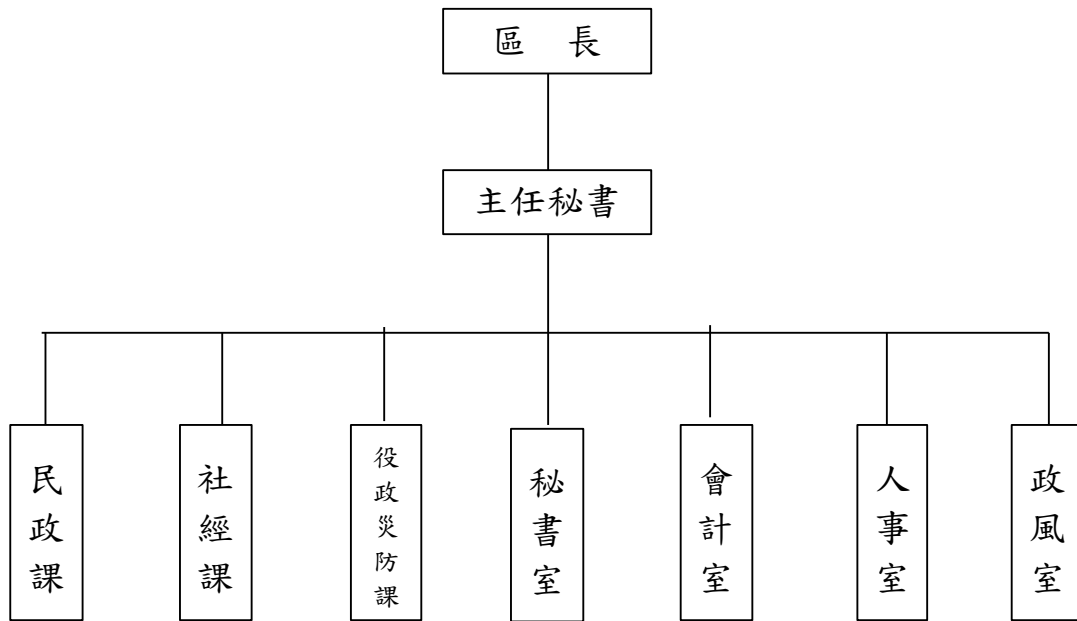 區 長
主任秘書
民政課
社經課
役政災防課
秘書室
會計室
人事室
政風室